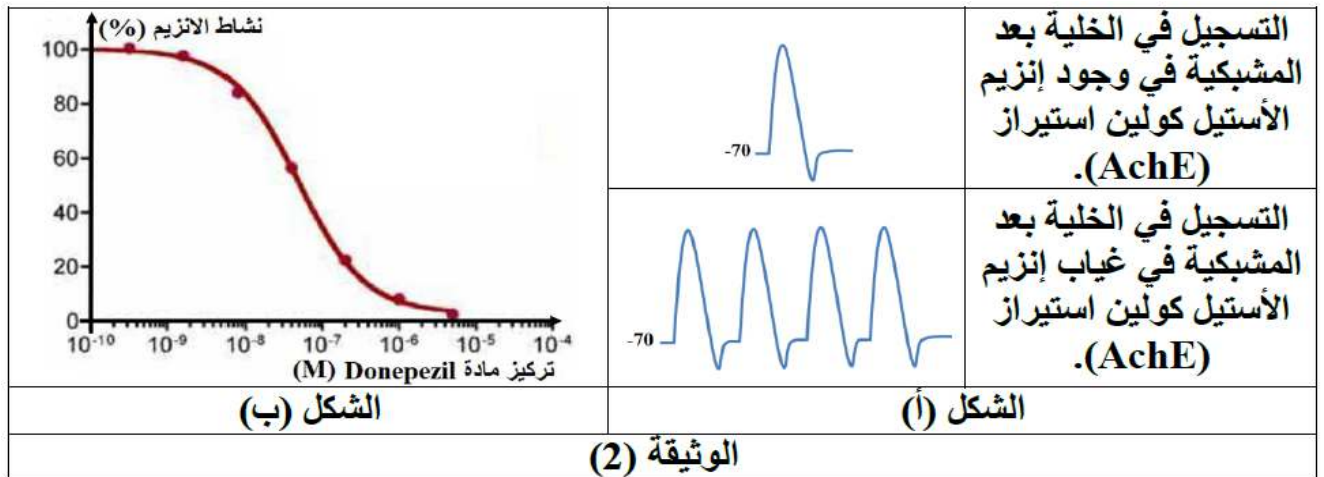 التسجيل في الخلية بعد
المشبكية في وجود إنزيم
الأستيل كولين استيراز
(AchE).
-70
التسجيل في الخلية بعد
المشبكية في غياب إنزيم
الأستيل كولين استيراز
(AchE).
-70
الشكل (أ)
نشاط الانزيم (%)
100
80
60
40
20
0
10⁻¹⁰ 10⁻⁹ 10⁻⁸ 10⁻⁷ 10⁻⁶ 10⁻⁵ 10⁻⁴
تركيز مادة Donepezil (M)
الشكل (ب)
الوثيقة (2)